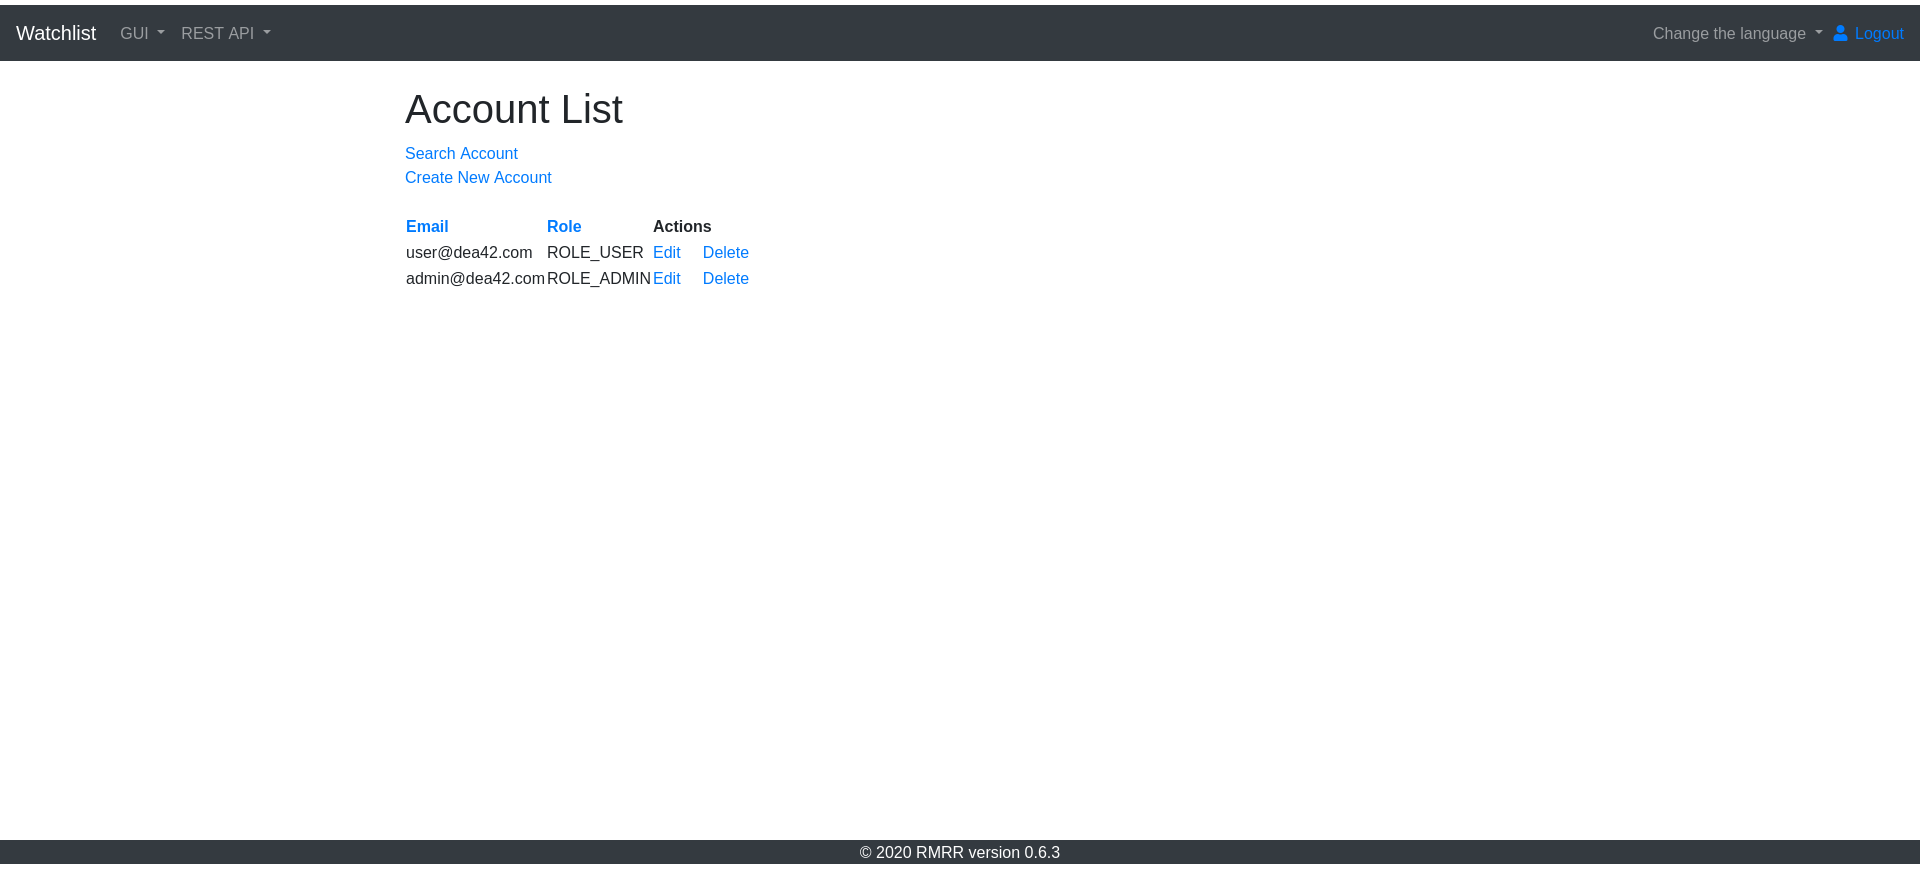 Watchlist GUI REST API Change the language Logout
Account List
Search Account
Create New Account
Email Role Actions
user@dea42.com ROLE_USER Edit Delete
admin@dea42.com ROLE_ADMIN Edit Delete
© 2020 RMRR version 0.6.3